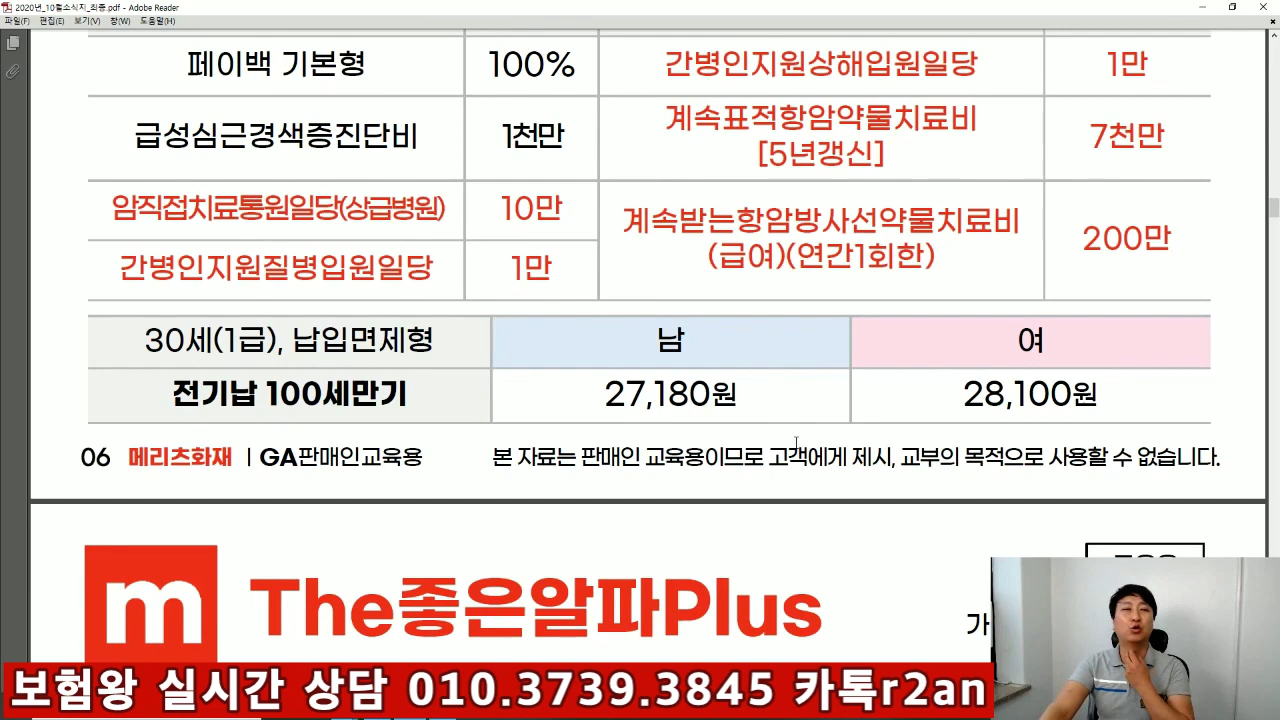 2020년_10월소식지_최종.pdf - Adobe Reader
파일(F) 편집(E) 보기(V) 창(W) 도움말(H)
페이백 기본형 100% 간병인지원상해입원일당 1만
급성심근경색증진단비 1천만 계속표적항암약물치료비 [5년갱신] 7천만
암직접치료통원일당(상급병원) 10만
계속받는항암방사선약물치료비 (급여)(연간1회한) 200만
간병인지원질병입원일당 1만
30세(1급), 납입면제형 남 여
전기납 100세만기 27,180원 28,100원
06 메리츠화재 | GA판매인교육용 본 자료는 판매인 교육용이므로 고객에게 제시, 교부의 목적으로 사용할 수 없습니다.
m The좋은알파Plus
가
보험왕 실시간 상담 010.3739.3845 카톡r2an